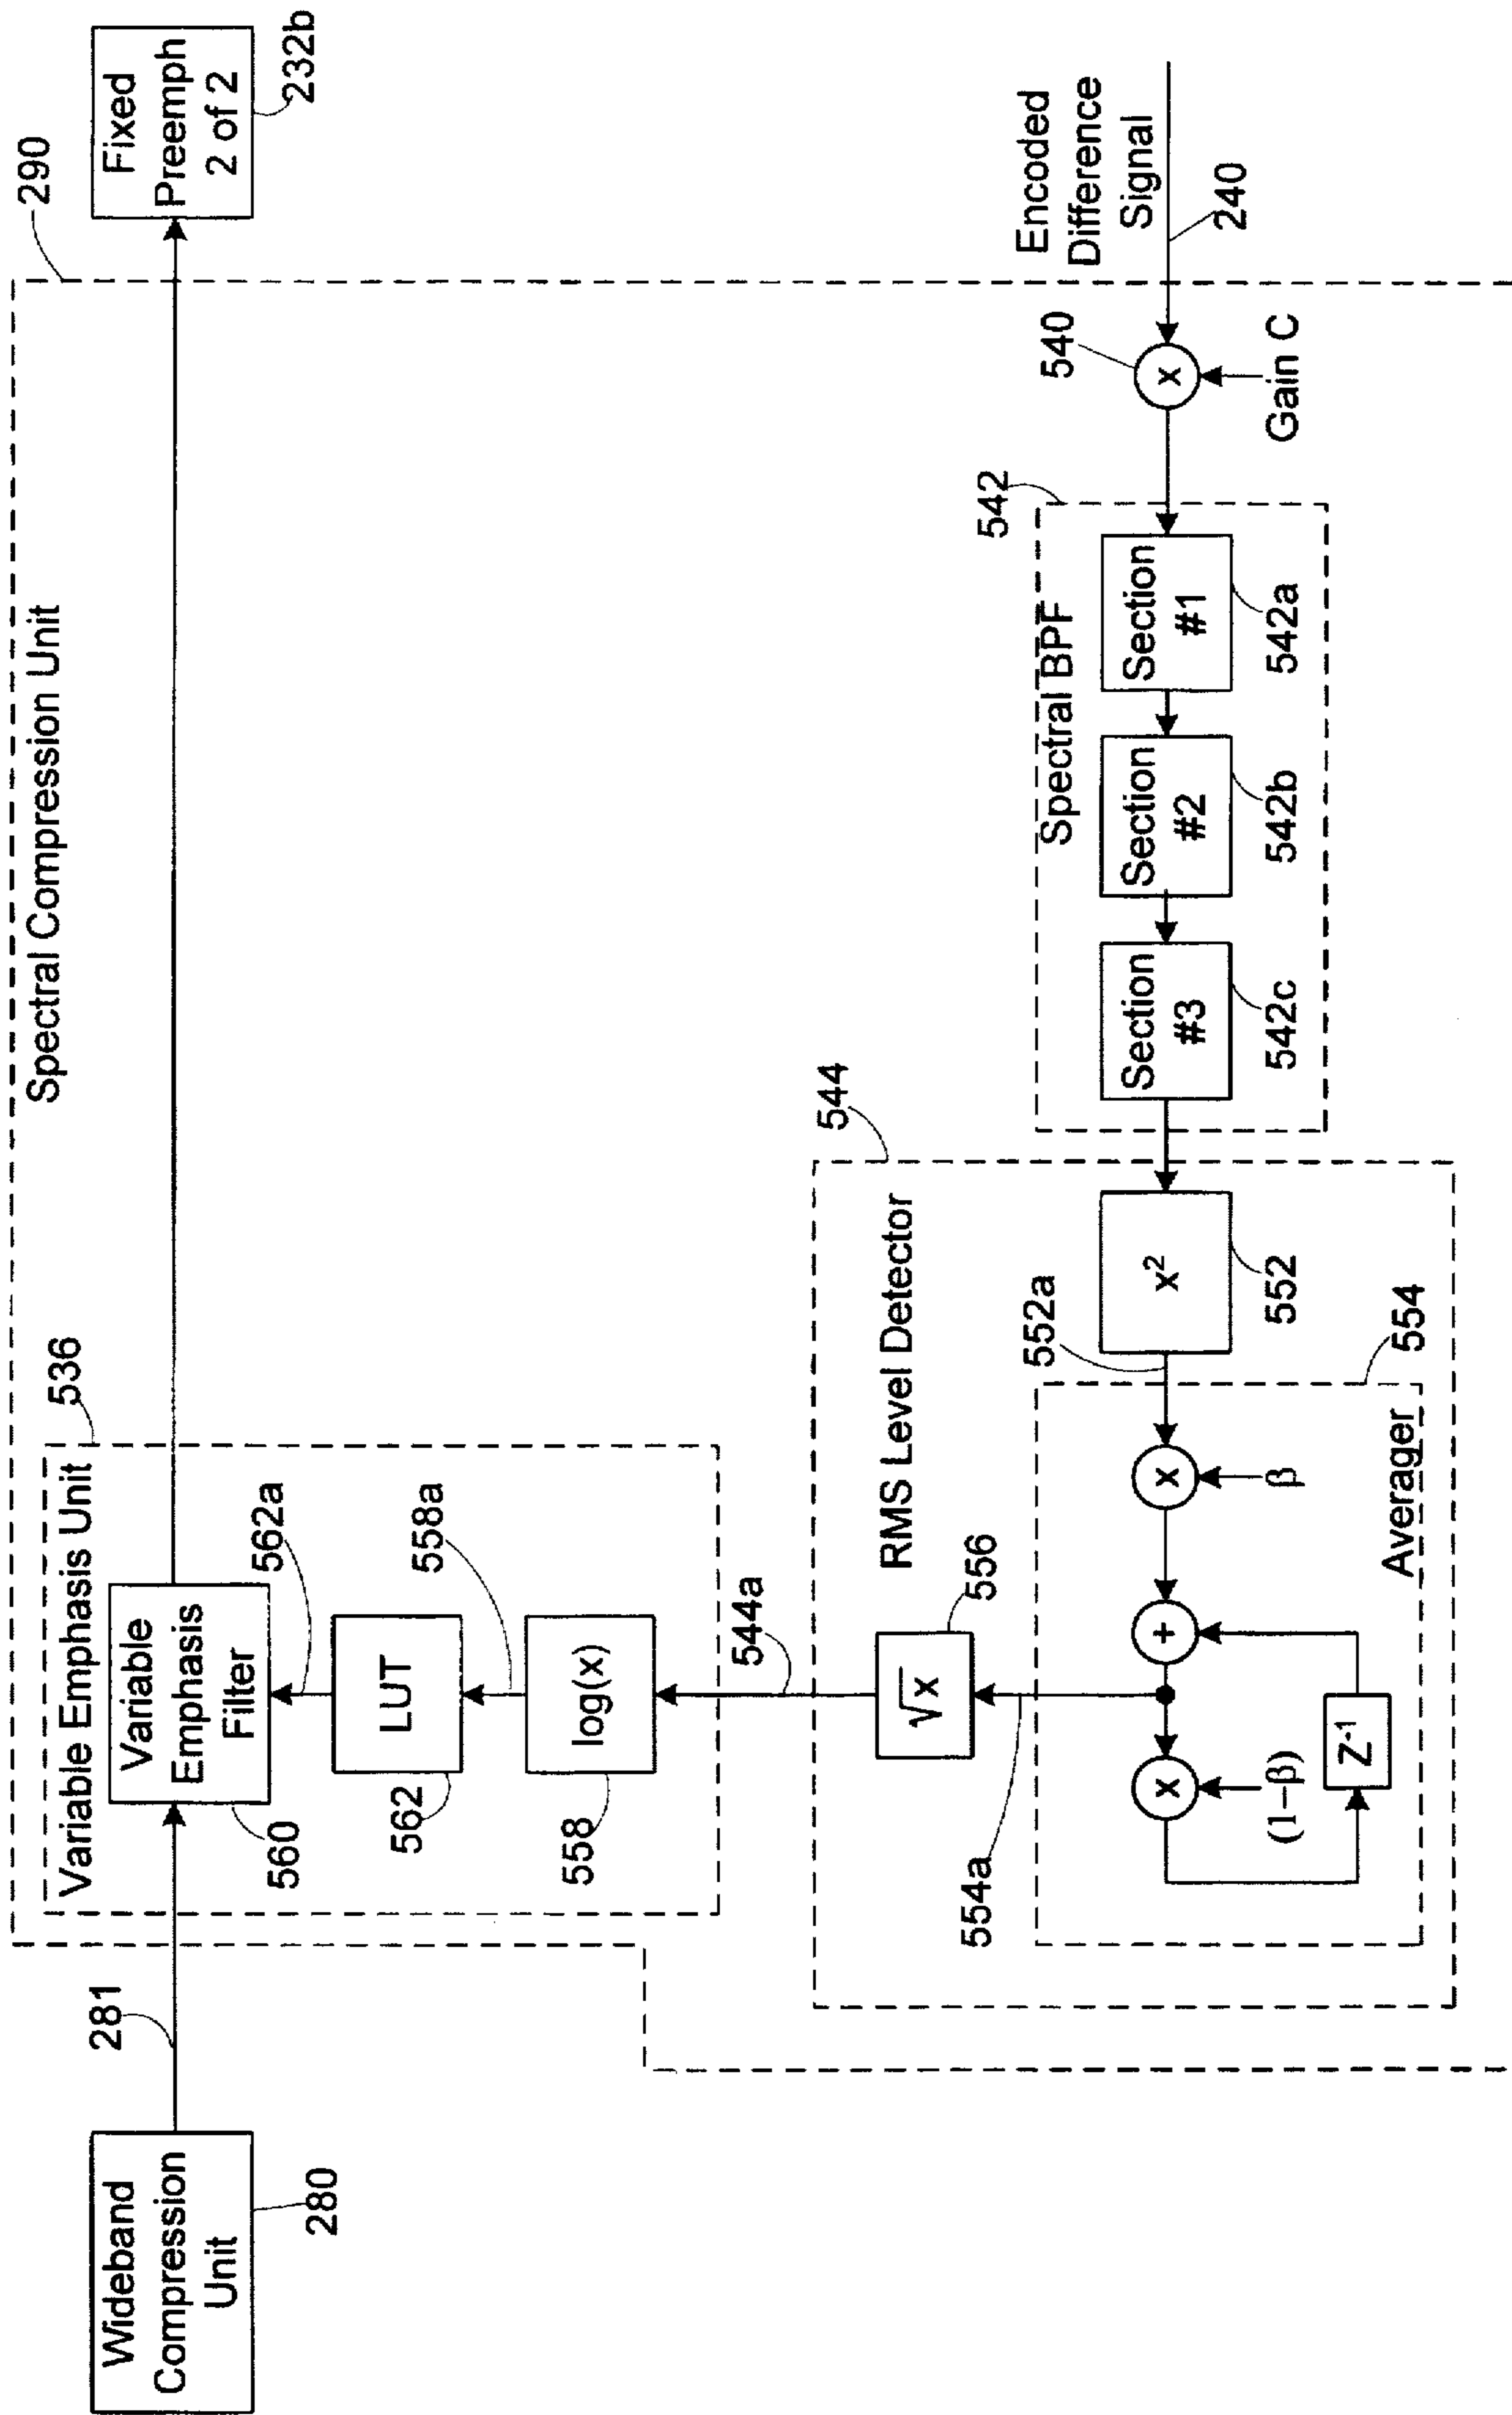 Spectral Compression Unit
290
Wideband
Compression
Unit
280
281
Variable Emphasis Unit
536
Variable
Emphasis
Filter
560
562a
LUT
562
558a
log(x)
558
544a
Fixed
Preemph
2 of 2
232b
RMS Level Detector
544
√x
556
554a
x
(1−β)
Z⁻¹
+
x
β
Averager
554
552a
x²
552
Spectral BPF
542
Section
#3
542c
Section
#2
542b
Section
#1
542a
540
x
Gain C
Encoded
Difference
Signal
240